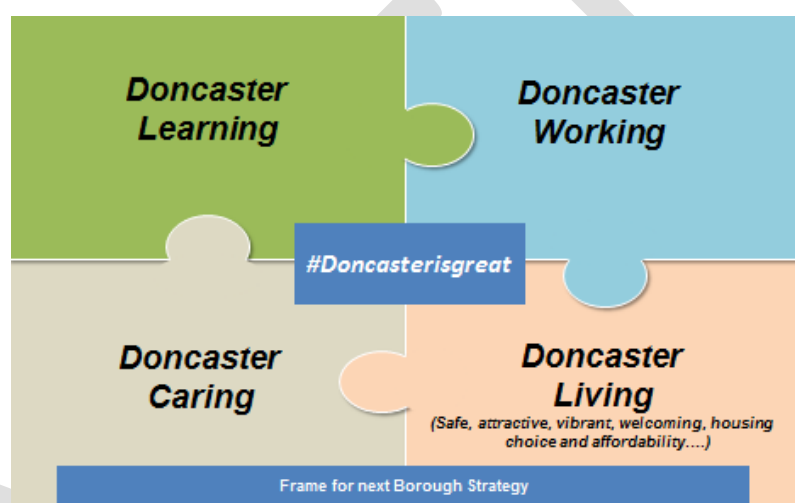 Doncaster
Learning
Doncaster
Working
#Doncasterisgreat
Doncaster
Caring
Doncaster
Living
(Safe, attractive, vibrant, welcoming, housing
choice and affordability....)
Frame for next Borough Strategy